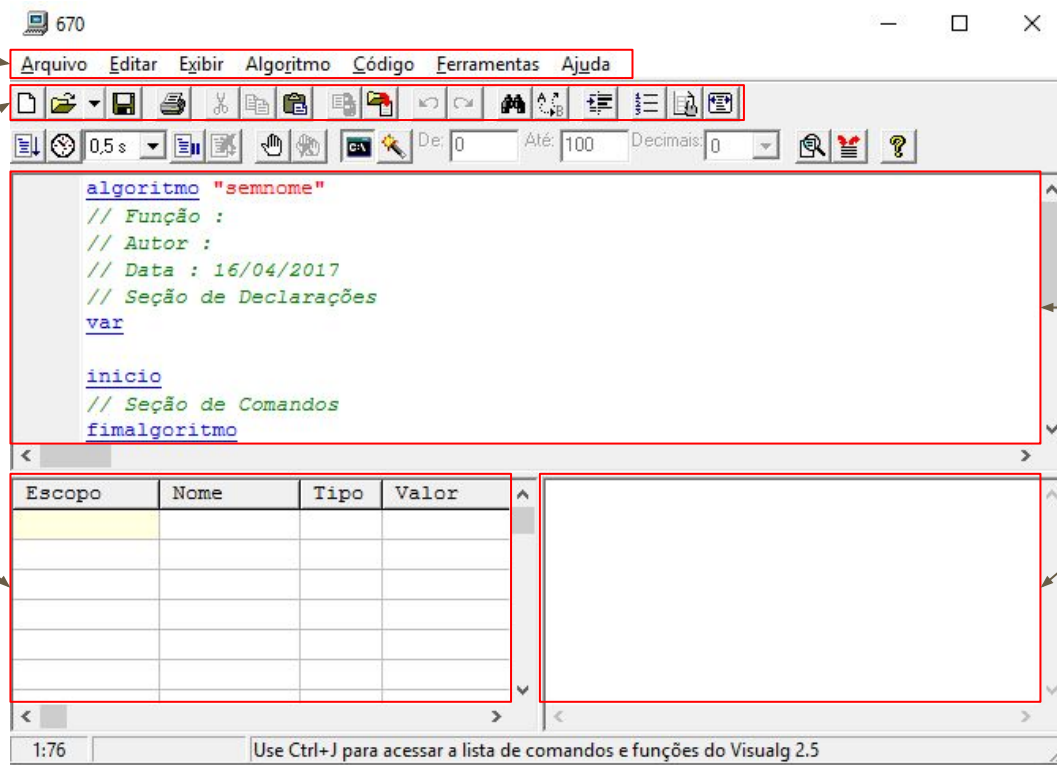 670
Arquivo Editar Exibir Algoritmo Código Ferramentas Ajuda
0,5 s De: 0 Até: 100 Decimais: 0
algoritmo "semnome"
// Função :
// Autor :
// Data : 16/04/2017
// Seção de Declarações
var
inicio
// Seção de Comandos
fimalgoritmo
Escopo Nome Tipo Valor
1:76 Use Ctrl+J para acessar a lista de comandos e funções do Visualg 2.5